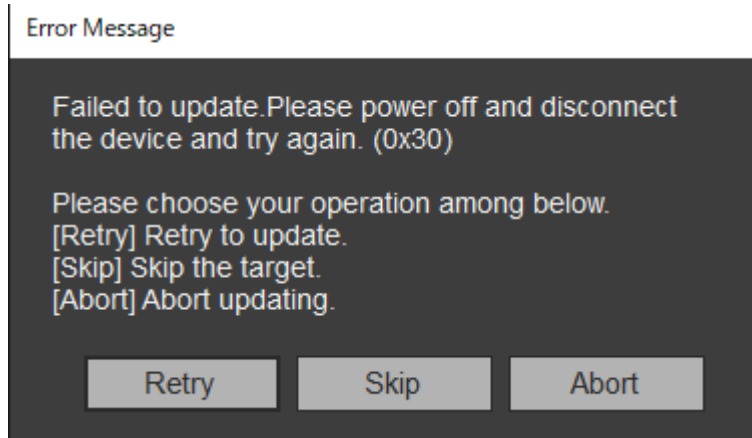 Error Message
Failed to update.Please power off and disconnect
the device and try again. (0x30)
Please choose your operation among below.
[Retry] Retry to update.
[Skip] Skip the target.
[Abort] Abort updating.
Retry Skip Abort